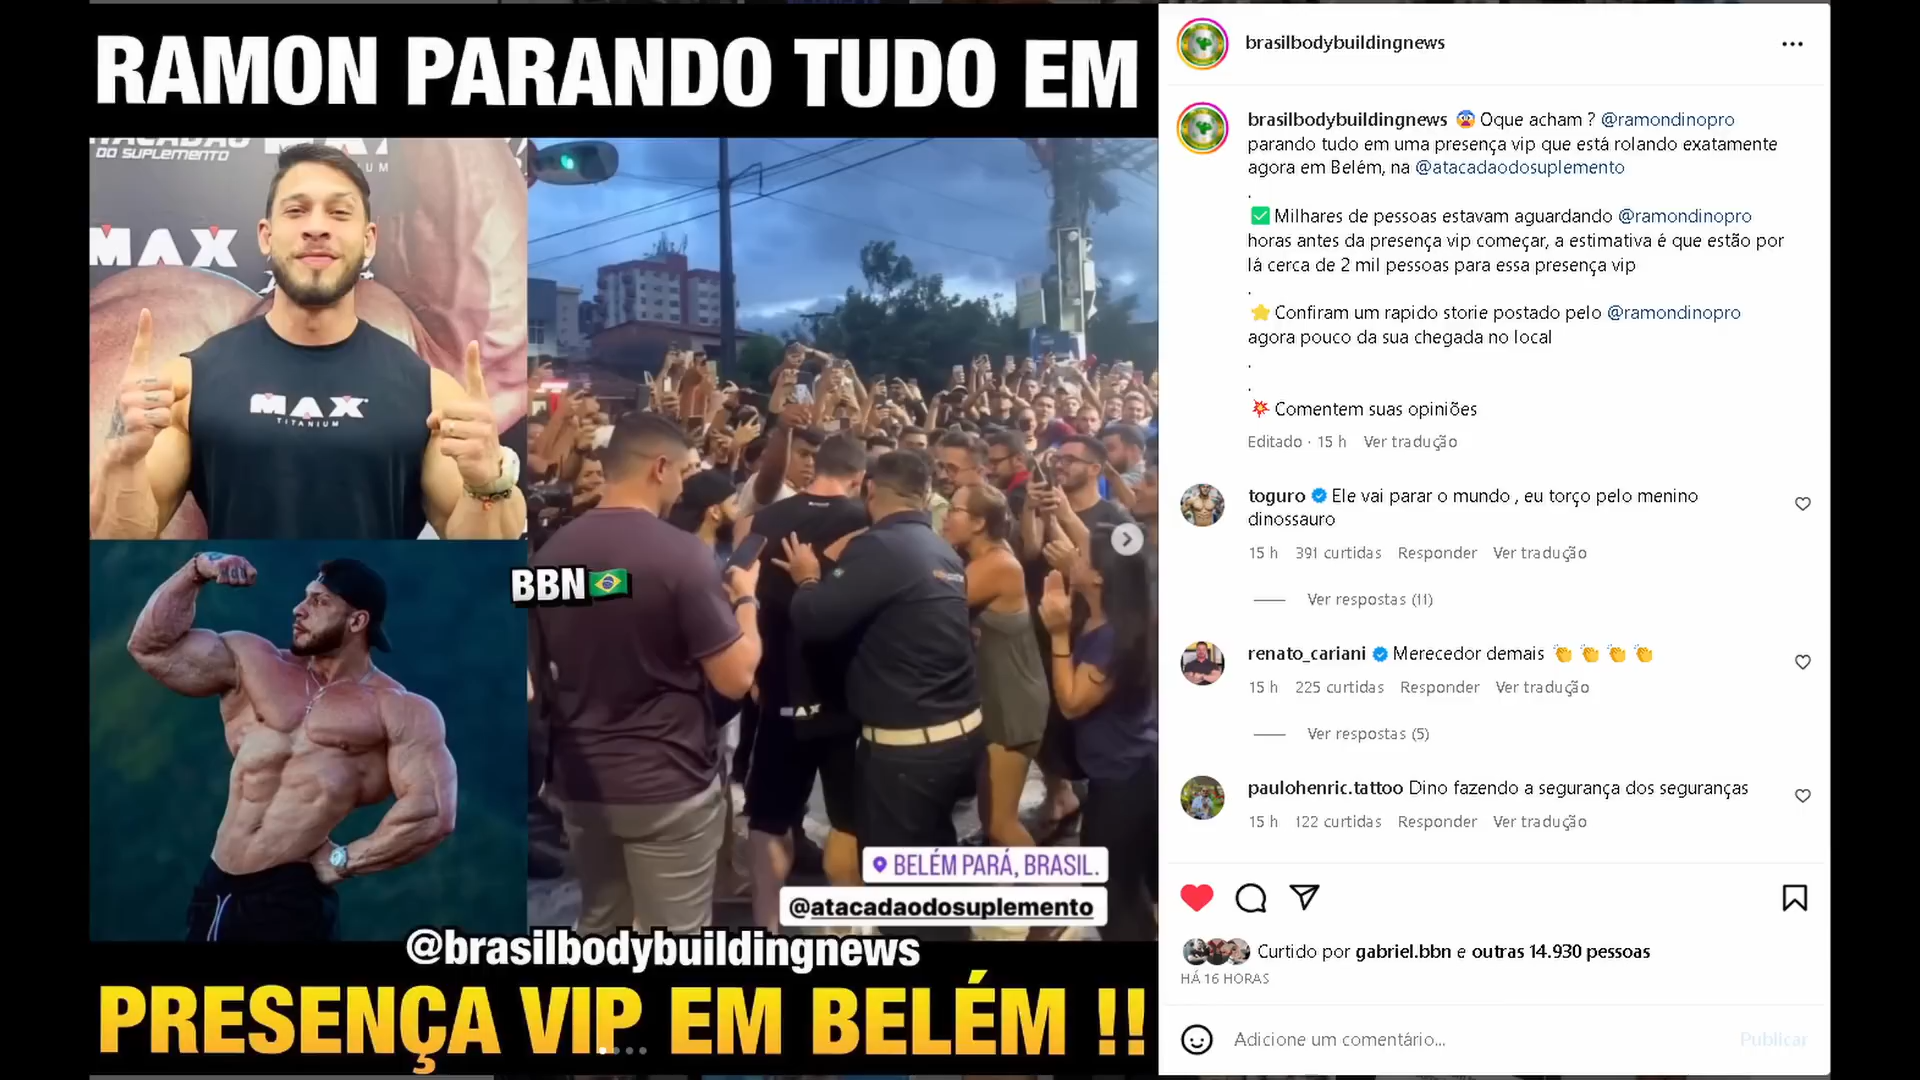 RAMON PARANDO TUDO EM
ATACADÃO
DO SUPLEMENTO
MAX
MAX
TITANIUM
BBN
MAX
BELÉM PARÁ, BRASIL.
@atacadaodosuplemento
@brasilbodybuildingnews
PRESENÇA VIP EM BELÉM !!
brasilbodybuildingnews
brasilbodybuildingnews 😨 Oque acham ? @ramondinopro
parando tudo em uma presença vip que está rolando exatamente
agora em Belém, na @atacadaodosuplemento
.
✅ Milhares de pessoas estavam aguardando @ramondinopro
horas antes da presença vip começar, a estimativa é que estão por
lá cerca de 2 mil pessoas para essa presença vip
.
⭐ Confiram um rapido storie postado pelo @ramondinopro
agora pouco da sua chegada no local
.
.
💥 Comentem suas opiniões
Editado · 15 h Ver tradução
toguro Ele vai parar o mundo , eu torço pelo menino
dinossauro
15 h 391 curtidas Responder Ver tradução
Ver respostas (11)
renato_cariani Merecedor demais 👏 👏 👏 👏
15 h 225 curtidas Responder Ver tradução
Ver respostas (5)
paulohenric.tattoo Dino fazendo a segurança dos seguranças
15 h 122 curtidas Responder Ver tradução
Curtido por gabriel.bbn e outras 14.930 pessoas
HÁ 16 HORAS
Adicione um comentário...
Publicar